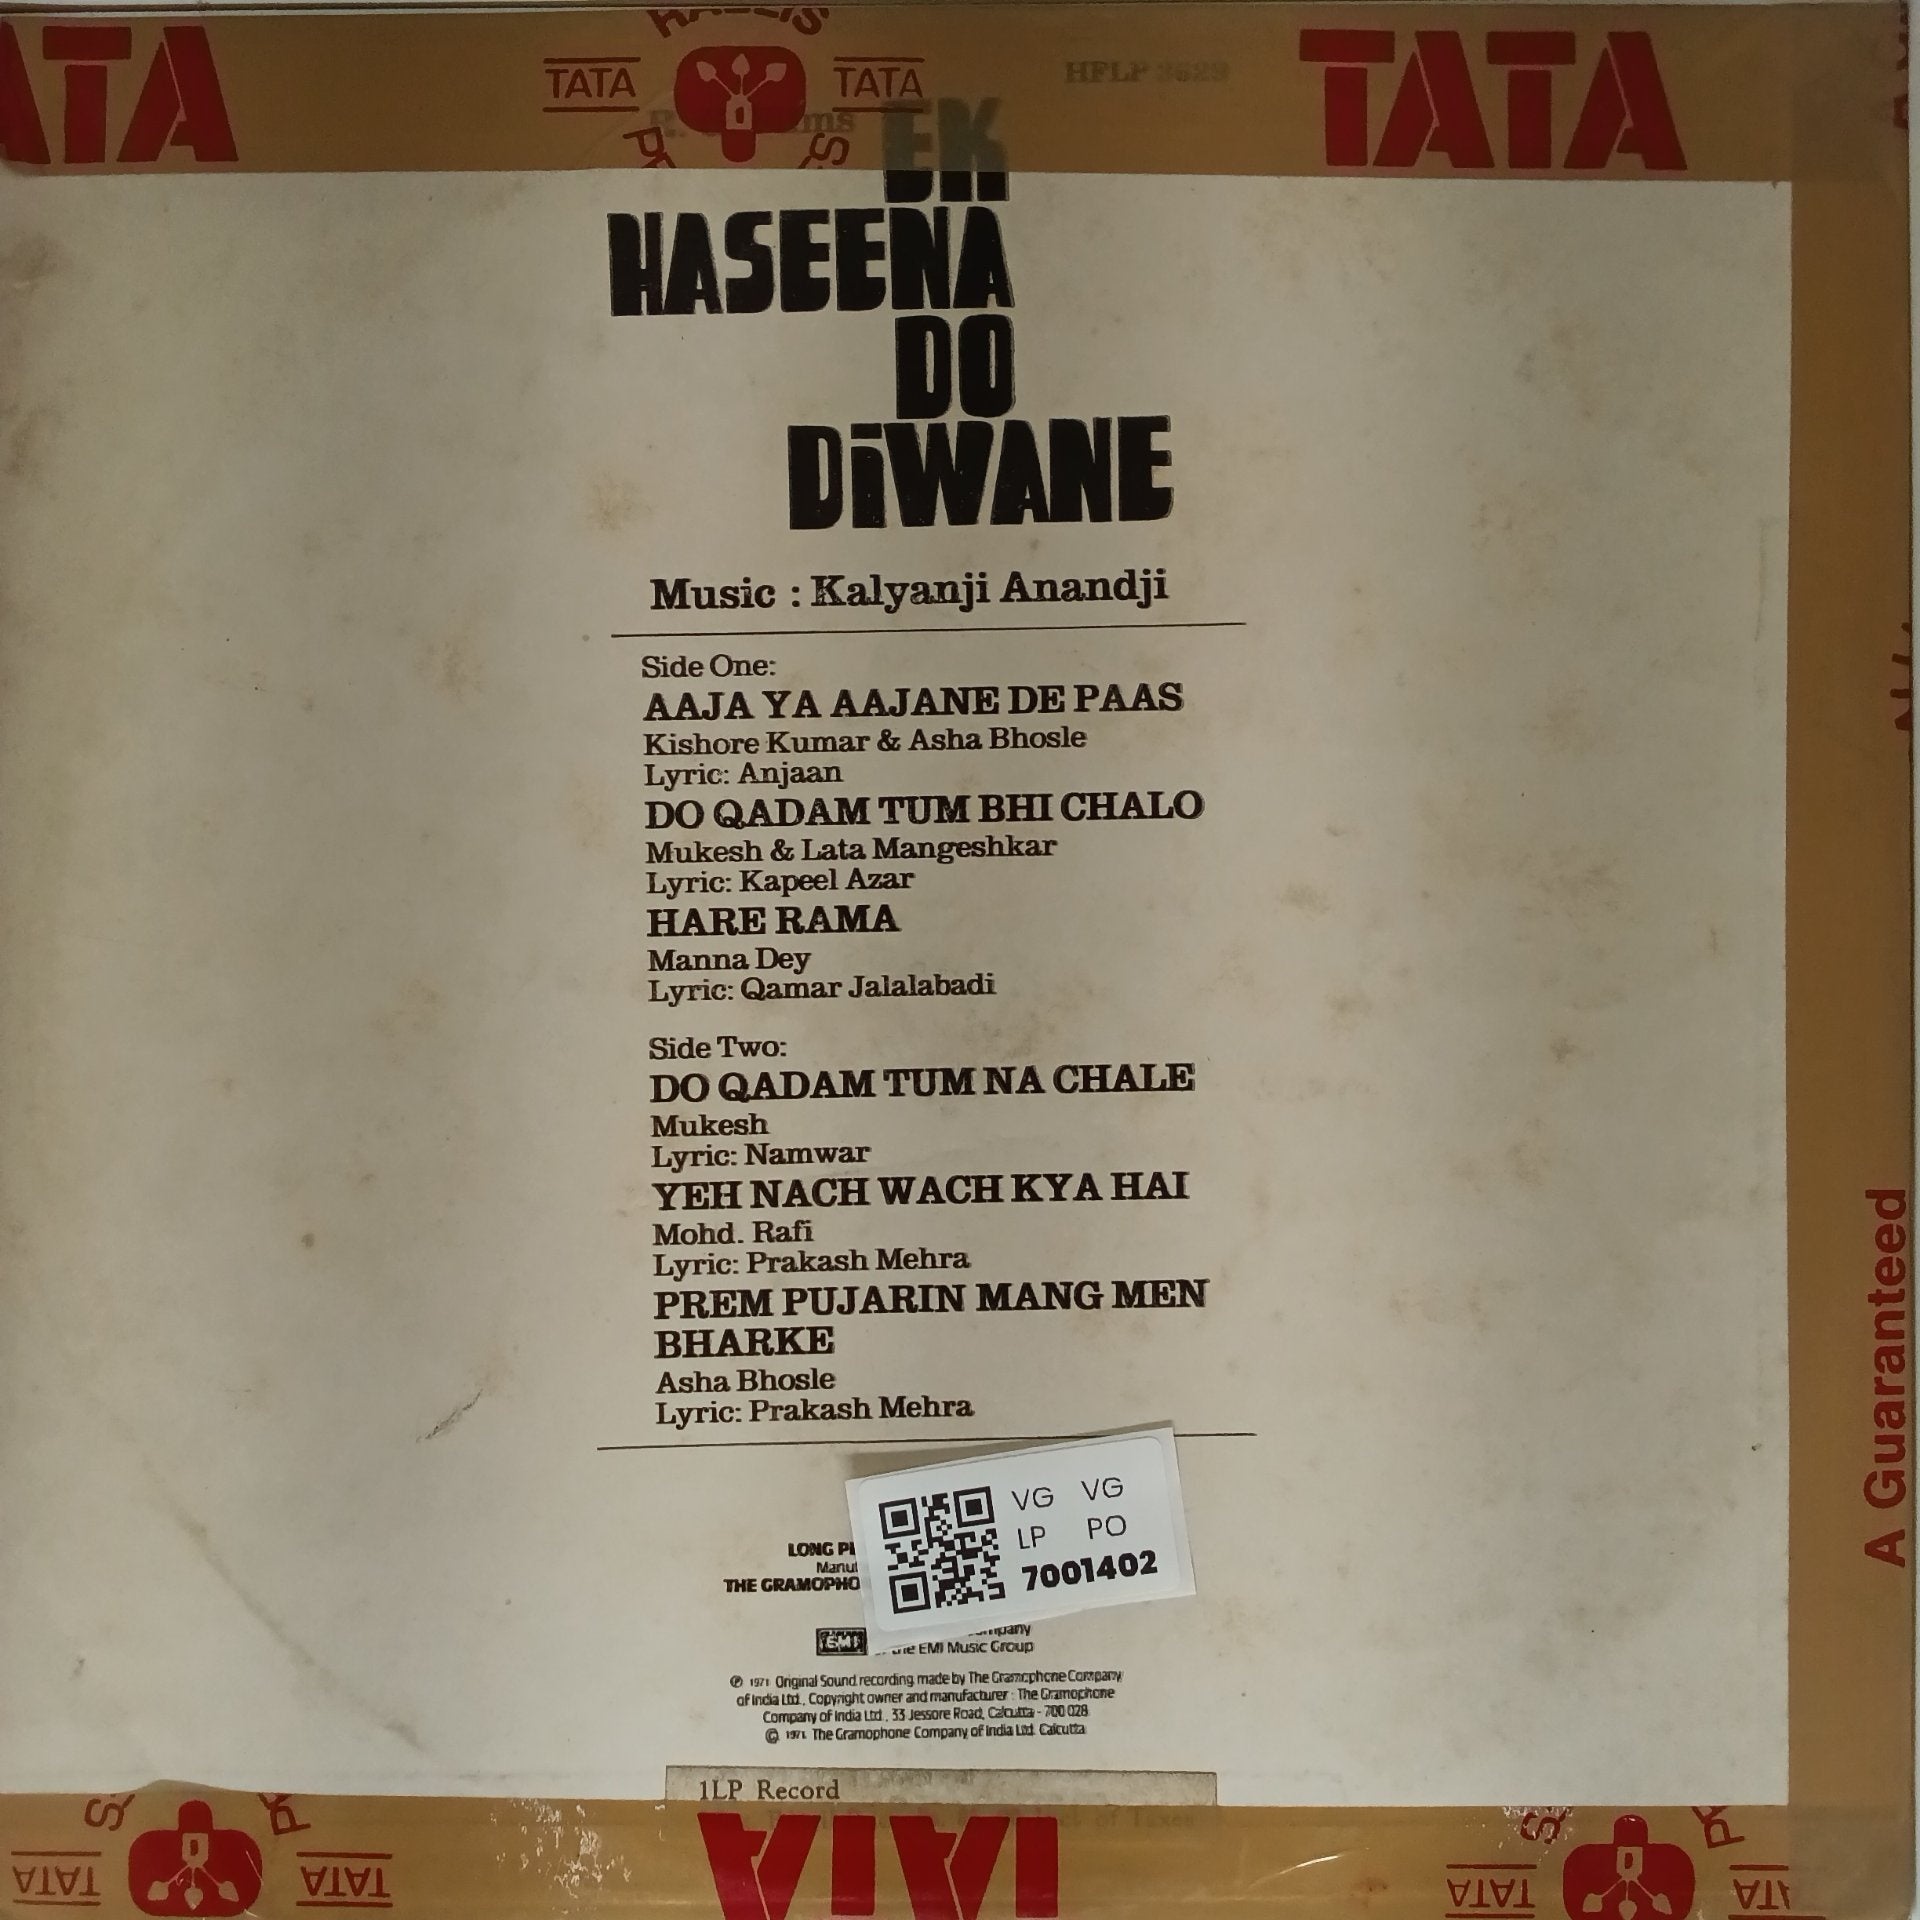 TATA
TATA
TATA
TATA
HFLP 3629
EK
HASEENA
DO
DiWANE
Music : Kalyanji Anandji
Side One:
AAJA YA AAJANE DE PAAS
Kishore Kumar & Asha Bhosle
Lyric: Anjaan
DO QADAM TUM BHI CHALO
Mukesh & Lata Mangeshkar
Lyric: Kapeel Azar
HARE RAMA
Manna Dey
Lyric: Qamar Jalalabadi
Side Two:
DO QADAM TUM NA CHALE
Mukesh
Lyric: Namwar
YEH NACH WACH KYA HAI
Mohd. Rafi
Lyric: Prakash Mehra
PREM PUJARIN MANG MEN
BHARKE
Asha Bhosle
Lyric: Prakash Mehra
A Guaranteed
VG VG
LP PO
7001402
LONG
THE
EMI
the EMI Music Group
℗ 1971 Original Sound recording made by The Gramophone Company
of India Ltd., Copyright owner and manufacturer : The Gramophone
Company of India Ltd., 33 Jessore Road, Calcutta - 700 028
© 1971 The Gramophone Company of India Ltd. Calcutta
1LP Record
of Taxes
TATA
TATA
TATA
TATA